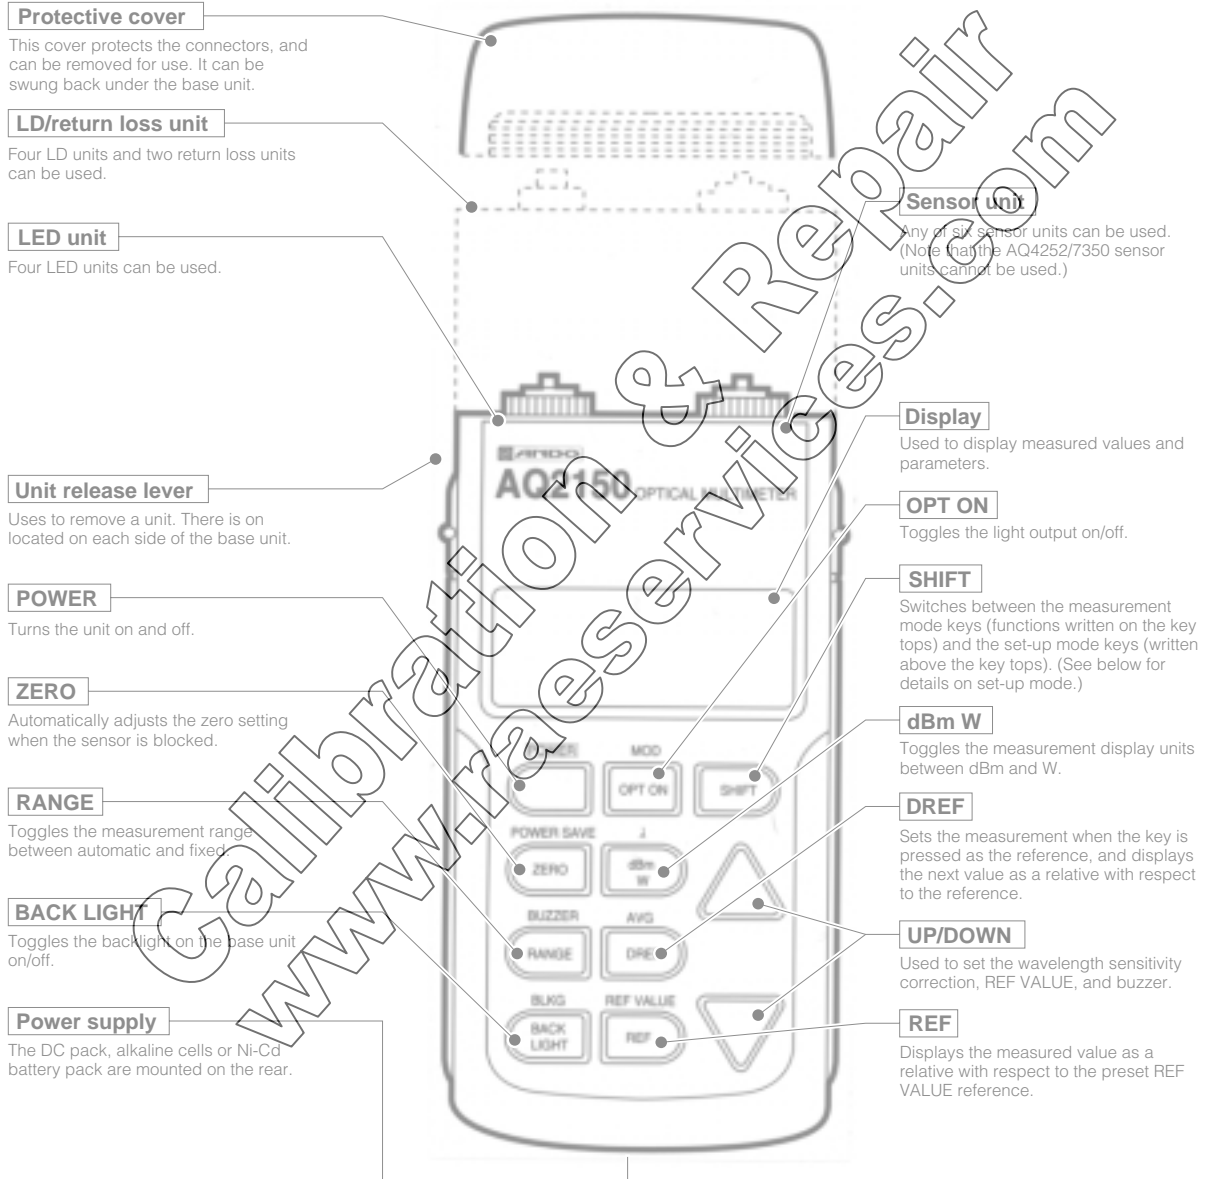 Protective cover
This cover protects the connectors, and
can be removed for use. It can be
swung back under the base unit.
LD/return loss unit
Four LD units and two return loss units
can be used.
LED unit
Four LED units can be used.
Unit release lever
Uses to remove a unit. There is on
located on each side of the base unit.
POWER
Turns the unit on and off.
ZERO
Automatically adjusts the zero setting
when the sensor is blocked.
RANGE
Toggles the measurement range
between automatic and fixed.
BACK LIGHT
Toggles the backlight on the base unit
on/off.
Power supply
The DC pack, alkaline cells or Ni-Cd
battery pack are mounted on the rear.
ANDO
AQ2150 OPTICAL MULTIMETER
POWER
MOD
OPT ON
SHIFT
POWER SAVE
ZERO
dBm
W
BUZZER
AVG
RANGE
DRE
BLKG
REF VALUE
BACK
LIGHT
REF
Sensor unit
Any of six sensor units can be used.
(Note that the AQ4252/7350 sensor
units cannot be used.)
Display
Used to display measured values and
parameters.
OPT ON
Toggles the light output on/off.
SHIFT
Switches between the measurement
mode keys (functions written on the key
tops) and the set-up mode keys (written
above the key tops). (See below for
details on set-up mode.)
dBm W
Toggles the measurement display units
between dBm and W.
DREF
Sets the measurement when the key is
pressed as the reference, and displays
the next value as a relative with respect
to the reference.
UP/DOWN
Used to set the wavelength sensitivity
correction, REF VALUE, and buzzer.
REF
Displays the measured value as a
relative with respect to the preset REF
VALUE reference.
Calibration & Repair
www.raeservices.com